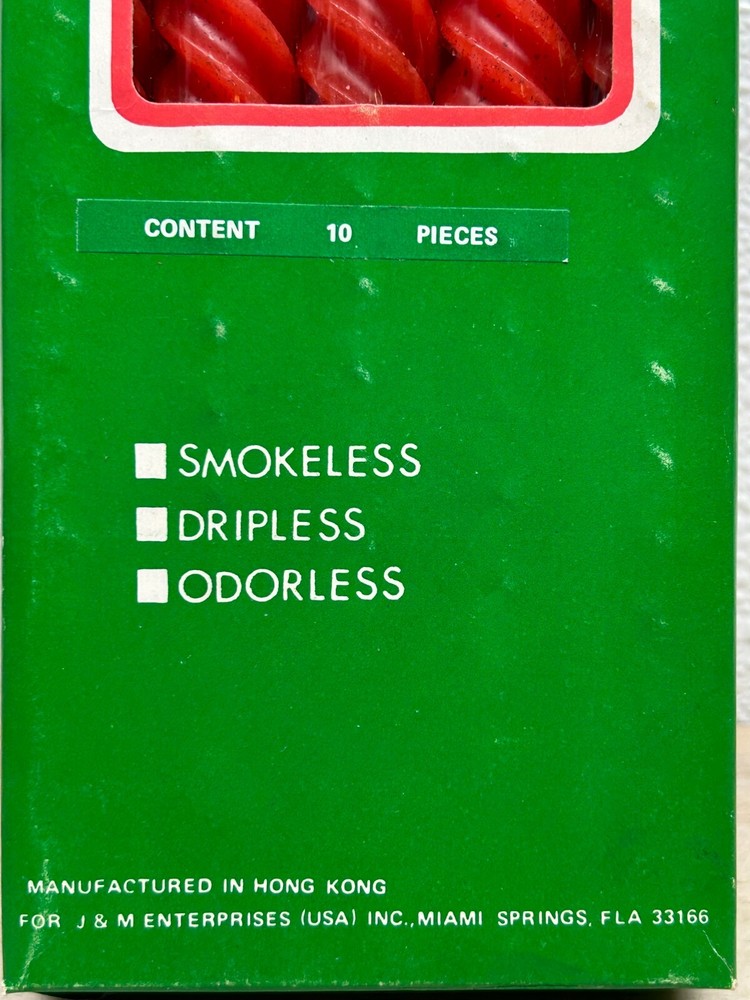 CONTENT 10 PIECES
SMOKELESS
DRIPLESS
ODORLESS
MANUFACTURED IN HONG KONG
FOR J & M ENTERPRISES (USA) INC., MIAMI SPRINGS, FLA 33166